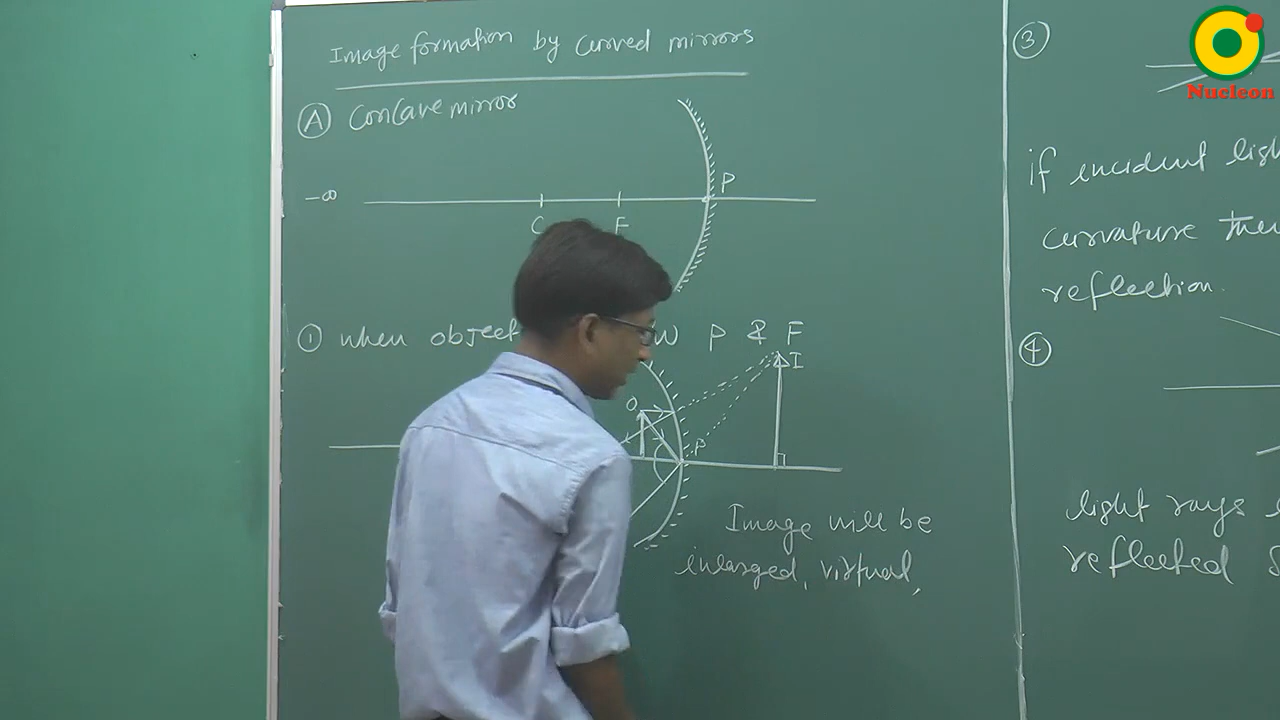 Image formation by curved mirrors
Ⓐ Concave mirror
P
-∞
C F
① when object W P & F
I
O
P
Image will be
enlarged, virtual,
③
if incident ligh
curvature then
reflection.
④
light rays
reflected
Nucleon